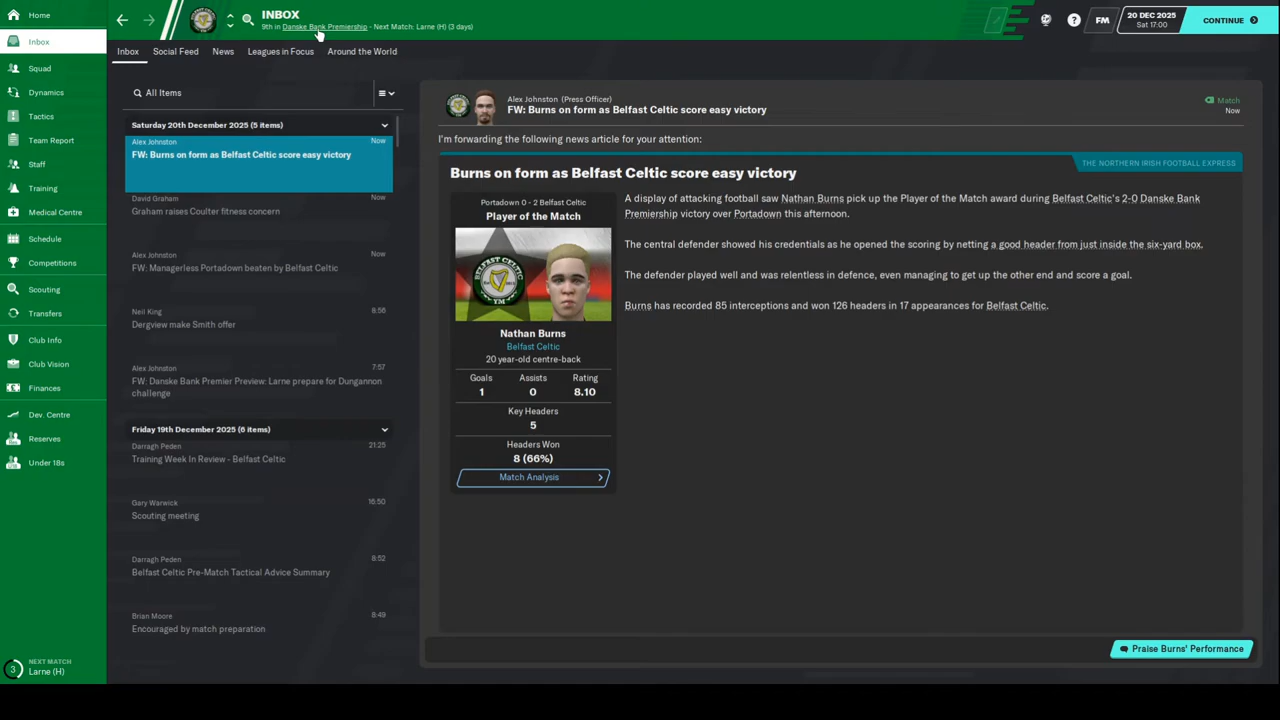 Home
Inbox
Squad
Dynamics
Tactics
Team Report
Staff
Training
Medical Centre
Schedule
Competitions
Scouting
Transfers
Club Info
Club Vision
Finances
Dev. Centre
Reserves
Under 18s
3
NEXT MATCH
Larne (H)
INBOX
9th in Danske Bank Premiership - Next Match: Larne (H) (3 days)
?
FM
20 DEC 2025
Sat 17:00
CONTINUE
Inbox
Social Feed
News
Leagues in Focus
Around the World
All Items
Saturday 20th December 2025 (5 items)
Alex Johnston
Now
FW: Burns on form as Belfast Celtic score easy victory
David Graham
Now
Graham raises Coulter fitness concern
Alex Johnston
Now
FW: Managerless Portadown beaten by Belfast Celtic
Neil King
8:56
Dergview make Smith offer
Alex Johnston
7:57
FW: Danske Bank Premier Preview: Larne prepare for Dungannon
challenge
Friday 19th December 2025 (6 items)
Darragh Peden
21:25
Training Week In Review - Belfast Celtic
Gary Warwick
16:50
Scouting meeting
Darragh Peden
8:52
Belfast Celtic Pre-Match Tactical Advice Summary
Brian Moore
8:49
Encouraged by match preparation
Alex Johnston (Press Officer)
FW: Burns on form as Belfast Celtic score easy victory
Match
Now
I'm forwarding the following news article for your attention:
THE NORTHERN IRISH FOOTBALL EXPRESS
Burns on form as Belfast Celtic score easy victory
Portadown 0 - 2 Belfast Celtic
Player of the Match
BELFAST CELTIC
YM
Nathan Burns
Belfast Celtic
20 year-old centre-back
Goals Assists Rating
1 0 8.10
Key Headers
5
Headers Won
8 (66%)
Match Analysis
A display of attacking football saw Nathan Burns pick up the Player of the Match award during Belfast Celtic's 2-0 Danske Bank
Premiership victory over Portadown this afternoon.
The central defender showed his credentials as he opened the scoring by netting a good header from just inside the six-yard box.
The defender played well and was relentless in defence, even managing to get up the other end and score a goal.
Burns has recorded 85 interceptions and won 126 headers in 17 appearances for Belfast Celtic.
Praise Burns' Performance